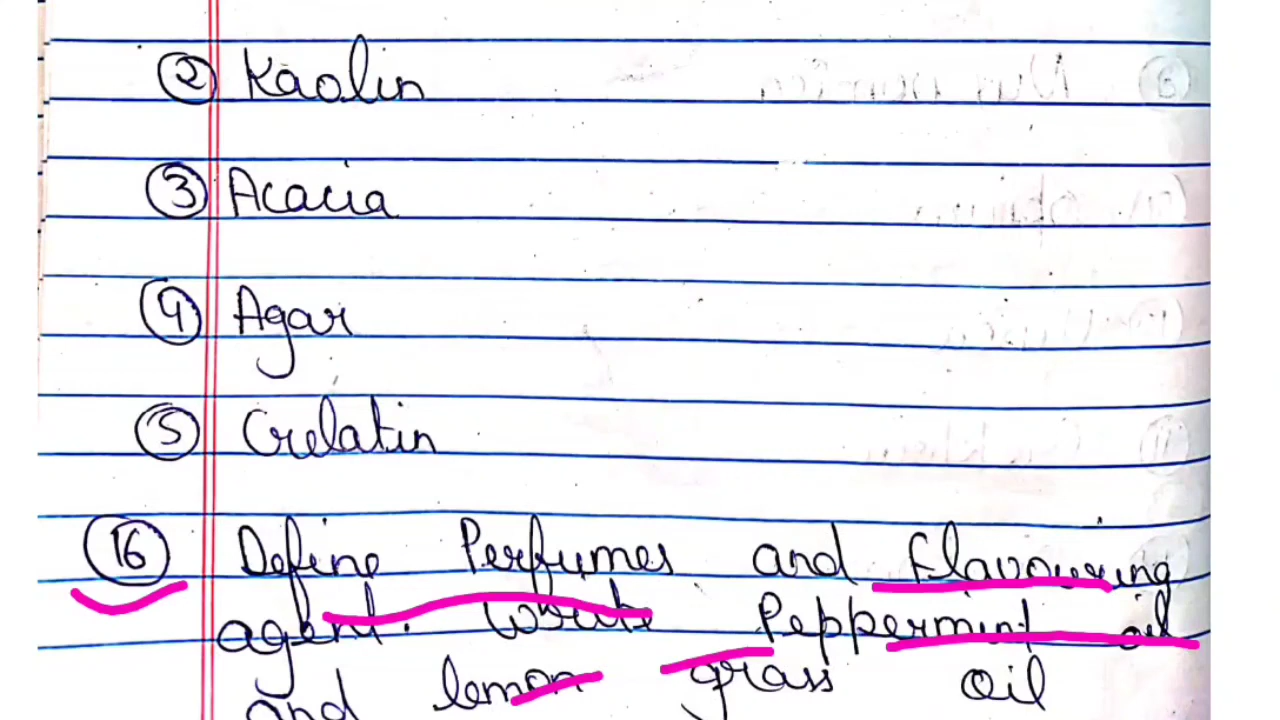 ② Kaolin
③ Acacia
④ Agar
⑤ Gelatin
⑯ Define Perfumes and Flavouring
agent. Write Peppermint oil
and lemon grass oil